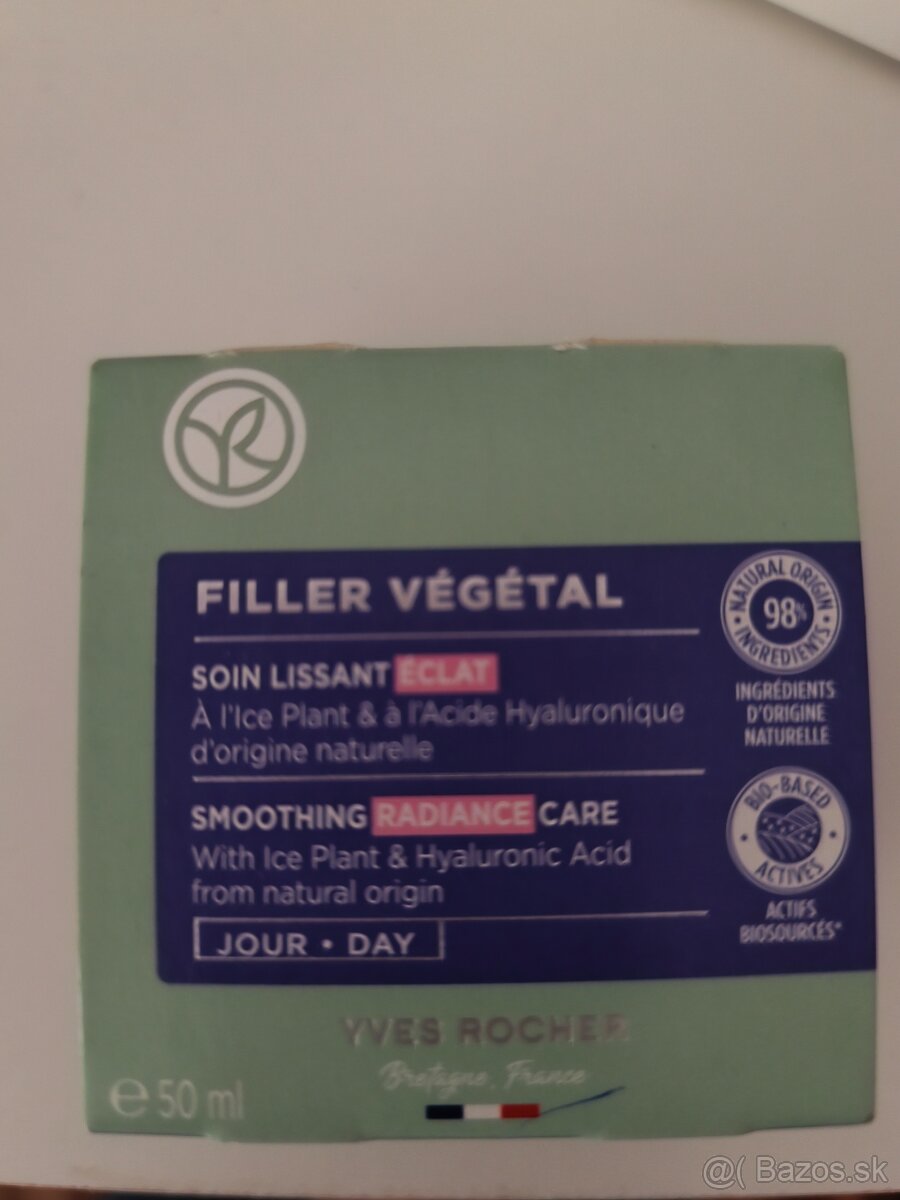 FILLER VÉGÉTAL
SOIN LISSANT ÉCLAT
À l'Ice Plant & à l'Acide Hyaluronique
d'origine naturelle
SMOOTHING RADIANCE CARE
With Ice Plant & Hyaluronic Acid
from natural origin
JOUR • DAY
NATURAL ORIGIN
98%
INGREDIENTS
INGRÉDIENTS
D'ORIGINE
NATURELLE
BIO-BASED
ACTIVES
ACTIFS
BIOSOURCÉS*
YVES ROCHER
Bretagne, France
e 50 ml
@( Bazos.sk